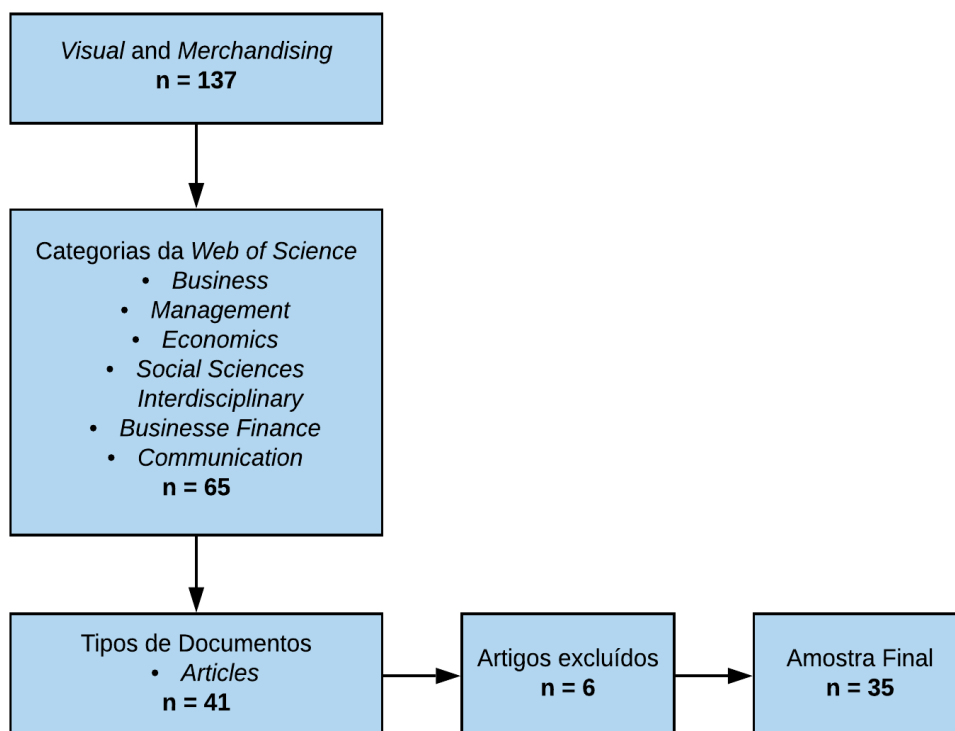 Visual and Merchandising
n = 137
Categorias da Web of Science
• Business
• Management
• Economics
• Social Sciences
Interdisciplinary
• Businesse Finance
• Communication
n = 65
Tipos de Documentos
• Articles
n = 41
Artigos excluídos
n = 6
Amostra Final
n = 35